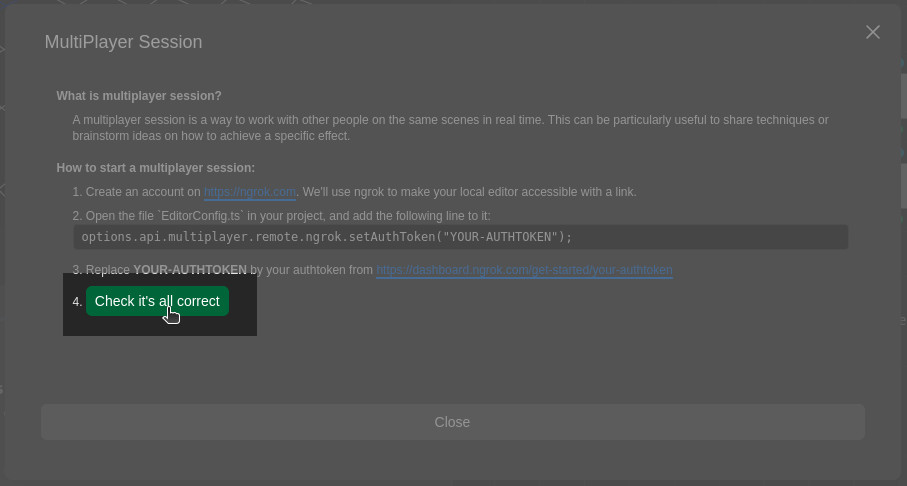 MultiPlayer Session
What is multiplayer session?
A multiplayer session is a way to work with other people on the same scenes in real time. This can be particularly useful to share techniques or
brainstorm ideas on how to achieve a specific effect.
How to start a multiplayer session:
1. Create an account on https://ngrok.com. We'll use ngrok to make your local editor accessible with a link.
2. Open the file `EditorConfig.ts` in your project, and add the following line to it:
options.api.multiplayer.remote.ngrok.setAuthToken("YOUR-AUTHTOKEN");
3. Replace YOUR-AUTHTOKEN by your authtoken from https://dashboard.ngrok.com/get-started/your-authtoken
4. Check it's all correct
Close